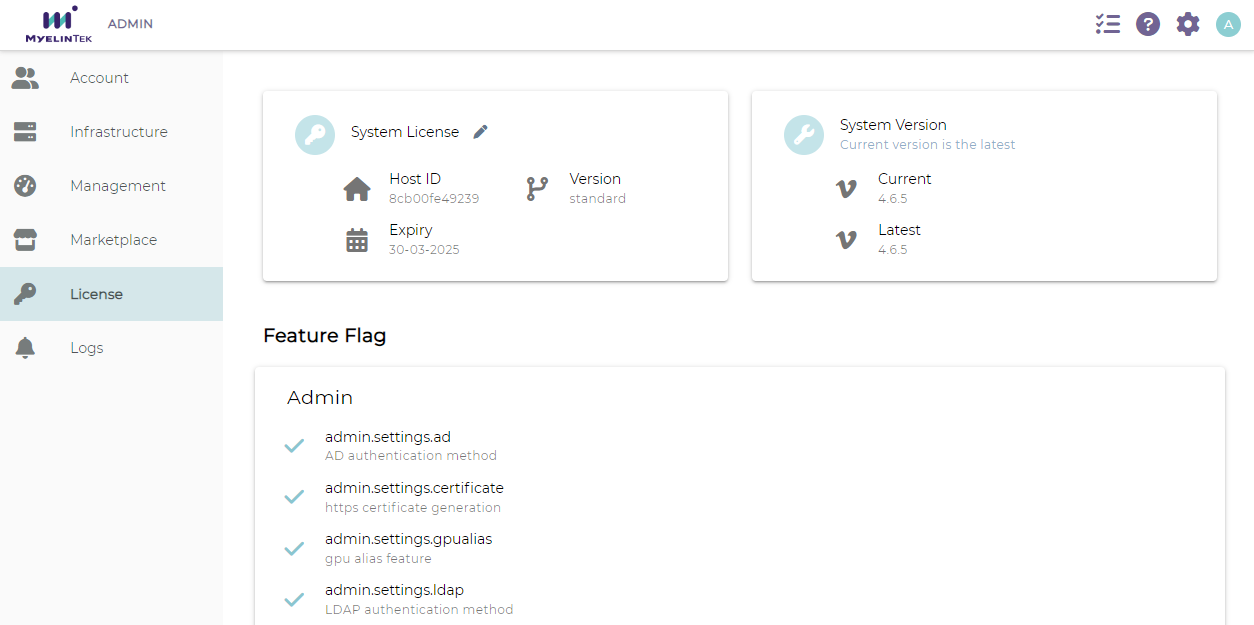 MYELINTEK
ADMIN
?
A
Account
Infrastructure
Management
Marketplace
License
Logs
System License
Host ID
8cb00fe49239
Version
standard
Expiry
30-03-2025
System Version
Current version is the latest
Current
4.6.5
Latest
4.6.5
Feature Flag
Admin
admin.settings.ad
AD authentication method
admin.settings.certificate
https certificate generation
admin.settings.gpualias
gpu alias feature
admin.settings.ldap
LDAP authentication method